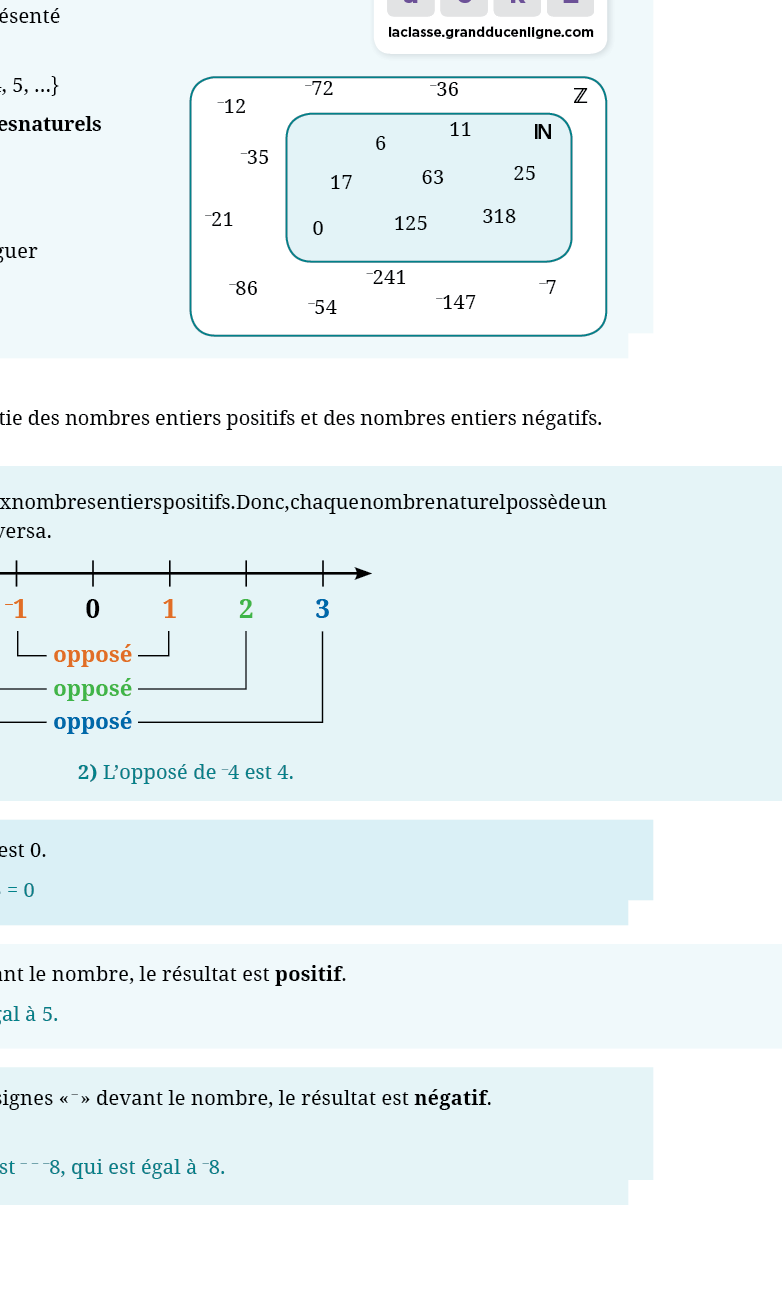 ésenté
laclasse.grandducenligne.com
, 5, ...}
esnaturels
⁻72 ⁻36 ℤ
⁻12
11 ℕ
6
⁻35
17 63 25
⁻21 0 125 318
guer
⁻241
⁻86 ⁻7
⁻54 ⁻147
tie des nombres entiers positifs et des nombres entiers négatifs.
xnombresentierspositifs.Donc,chaquenombrenaturelpossèdeun
versa.
⁻1 0 1 2 3
opposé
opposé
opposé
2) L’opposé de ⁻4 est 4.
est 0.
= 0
ant le nombre, le résultat est positif.
gal à 5.
signes «⁻» devant le nombre, le résultat est négatif.
st ⁻ ⁻ ⁻8, qui est égal à ⁻8.